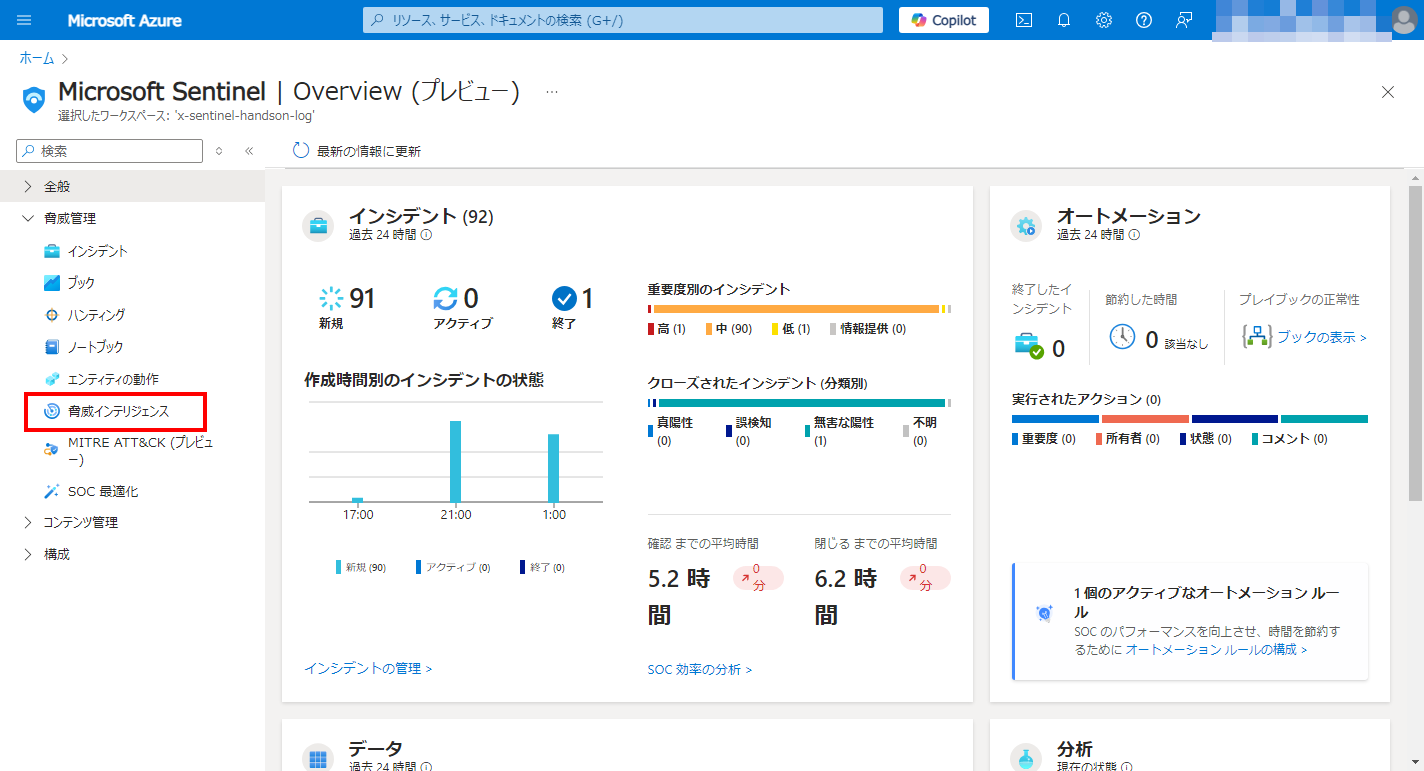 Microsoft Azure
リソース、サービス、ドキュメントの検索 (G+/)
Copilot
ホーム
Microsoft Sentinel | Overview (プレビュー)
選択したワークスペース: 'x-sentinel-handson-log'
検索
最新の情報に更新
全般
脅威管理
インシデント
ブック
ハンティング
ノートブック
エンティティの動作
脅威インテリジェンス
MITRE ATT&CK (プレビュ
ー)
SOC 最適化
コンテンツ管理
構成
インシデント (92)
過去 24 時間
91
新規
0
アクティブ
1
終了
重要度別のインシデント
高 (1)
中 (90)
低 (1)
情報提供 (0)
作成時間別のインシデントの状態
17:00
21:00
1:00
新規 (90)
アクティブ (0)
終了 (0)
クローズされたインシデント (分類別)
真陽性
(0)
誤検知
(0)
無害な陽性
(1)
不明
(0)
確認 までの平均時間
5.2 時
間
0
分
閉じる までの平均時間
6.2 時
間
0
分
インシデントの管理 >
SOC 効率の分析 >
オートメーション
過去 24 時間
終了したイ
ンシデント
0
節約した時間
0 該当なし
プレイブックの正常性
ブックの表示 >
実行されたアクション (0)
重要度 (0)
所有者 (0)
状態 (0)
コメント (0)
1 個のアクティブなオートメーション ルー
ル
SOC のパフォーマンスを向上させ、時間を節約す
るために オートメーション ルールの構成 >
データ
過去 24 時間
分析
現在の状態